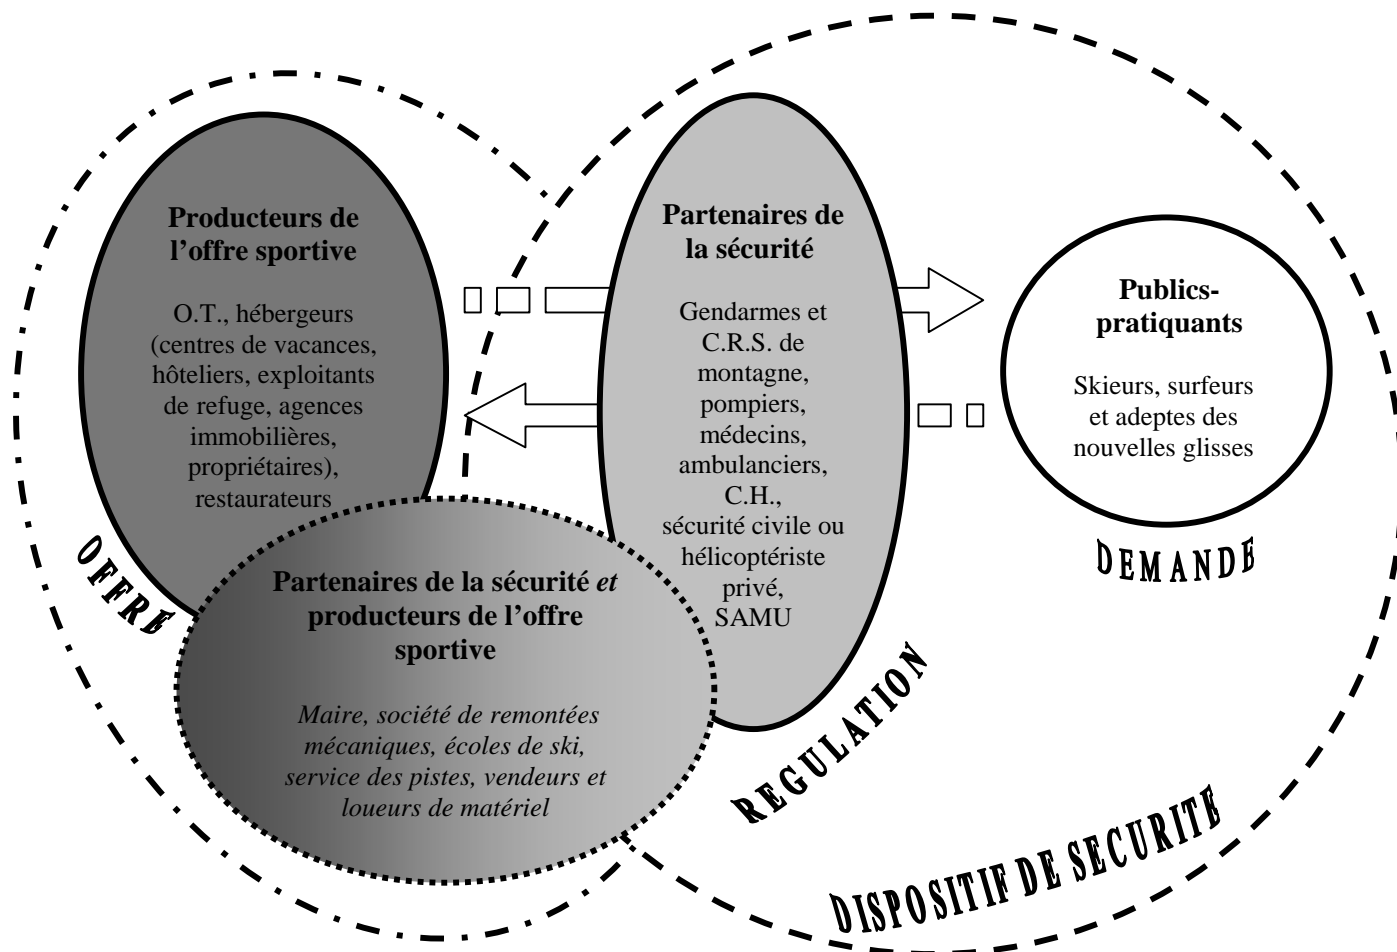 Producteurs de
l’offre sportive
O.T., hébergeurs
(centres de vacances,
hôteliers, exploitants
de refuge, agences
immobilières,
propriétaires),
restaurateurs
OFFRE
Partenaires de la sécurité et
producteurs de l’offre
sportive
Maire, société de remontées
mécaniques, écoles de ski,
service des pistes, vendeurs et
loueurs de matériel
Partenaires de
la sécurité
Gendarmes et
C.R.S. de
montagne,
pompiers,
médecins,
ambulanciers,
C.H.,
sécurité civile ou
hélicoptériste
privé,
SAMU
REGULATION
Publics-
pratiquants
Skieurs, surfeurs
et adeptes des
nouvelles glisses
DEMANDE
DISPOSITIF DE SECURITE